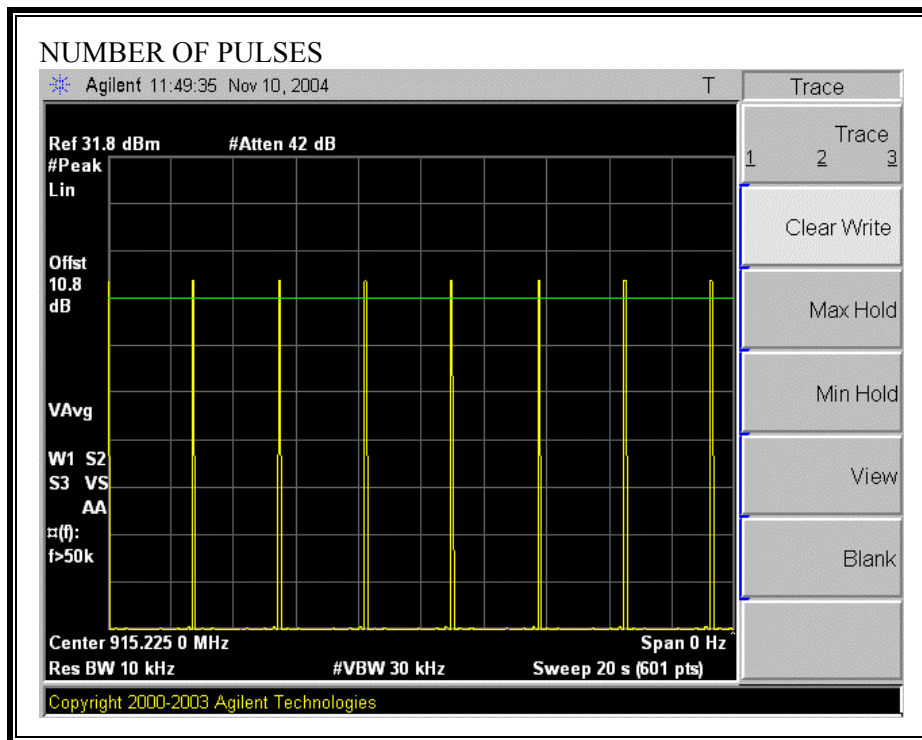 NUMBER OF PULSES
Agilent 11:49:35 Nov 10, 2004 T
Trace
Ref 31.8 dBm #Atten 42 dB
#Peak
Lin
Offst
10.8
dB
VAvg
W1 S2
S3 VS
AA
¤(f):
f>50k
Center 915.225 0 MHz Span 0 Hz^
Res BW 10 kHz #VBW 30 kHz Sweep 20 s (601 pts)
Copyright 2000-2003 Agilent Technologies
Trace
1 2 3
Clear Write
Max Hold
Min Hold
View
Blank